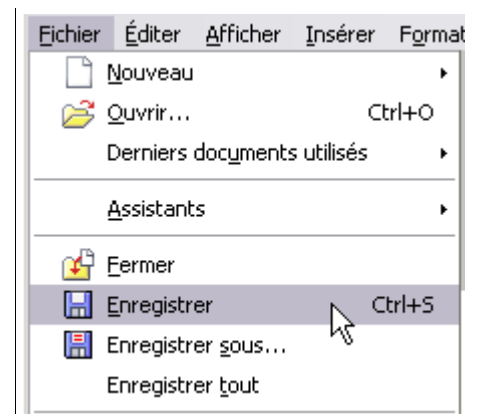 Fichier Éditer Afficher Insérer Format
Nouveau
Ouvrir... Ctrl+O
Derniers documents utilisés
Assistants
Fermer
Enregistrer Ctrl+S
Enregistrer sous...
Enregistrer tout